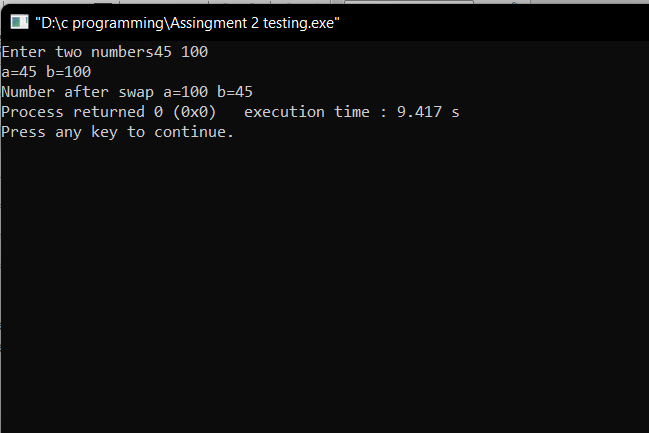 "D:\c programming\Assingment 2 testing.exe"
Enter two numbers45 100
a=45 b=100
Number after swap a=100 b=45
Process returned 0 (0x0)   execution time : 9.417 s
Press any key to continue.